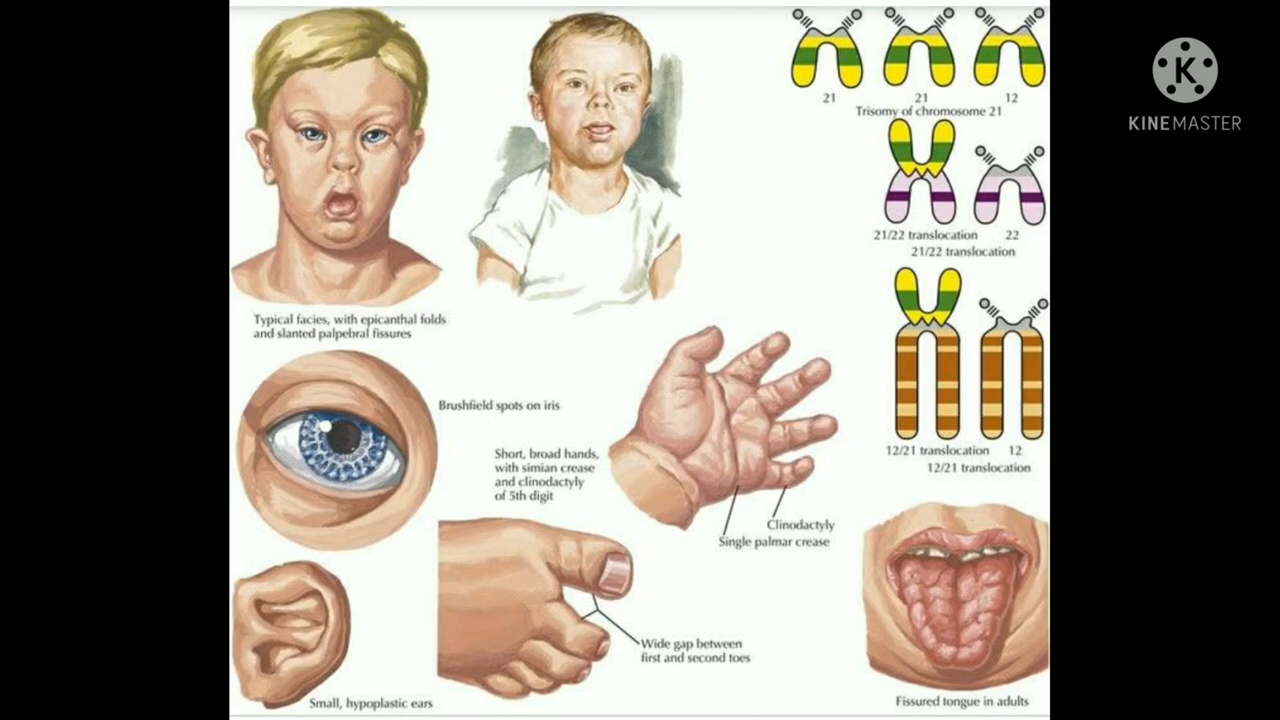 21 21 12
Trisomy of chromosome 21
K
KINEMASTER
21/22 translocation 22
21/22 translocation
12/21 translocation 12
12/21 translocation
Typical facies, with epicanthal folds
and slanted palpebral fissures
Brushfield spots on iris
Short, broad hands,
with simian crease
and clinodactyly
of 5th digit
Clinodactyly
Single palmar crease
Wide gap between
first and second toes
Small, hypoplastic ears
Fissured tongue in adults